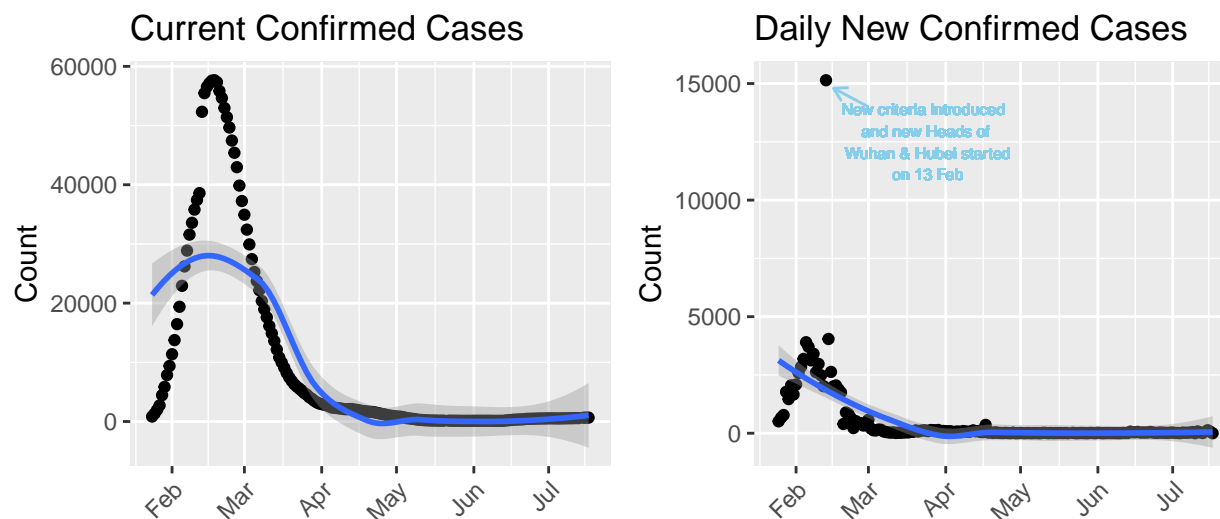 Current Confirmed Cases
Count
60000
40000
20000
0
Feb
Mar
Apr
May
Jun
Jul
Daily New Confirmed Cases
Count
15000
10000
5000
0
New criteria introduced
and new Heads of
Wuhan & Hubei started
on 13 Feb
Feb
Mar
Apr
May
Jun
Jul